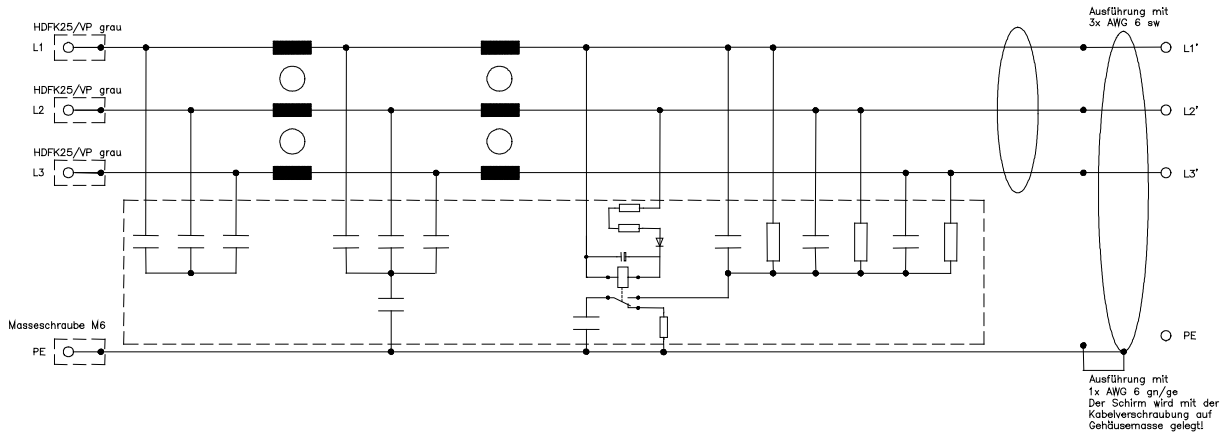 Ausführung mit
3x AWG 6 sw
HDFK25/VP grau
L1
L1'
HDFK25/VP grau
L2
L2'
HDFK25/VP grau
L3
L3'
Masseschraube M6
PE
PE
Ausführung mit
1x AWG 6 gn/ge
Der Schirm wird mit der
Kabelverschraubung auf
Gehäusemasse gelegt!